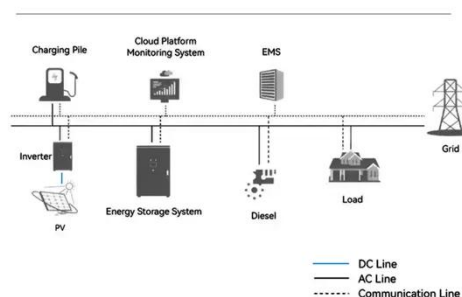 Charging Pile
Cloud Platform
Monitoring System
EMS
Inverter
Grid
PV
Energy Storage System
Diesel
Load
DC Line
AC Line
Communication Line